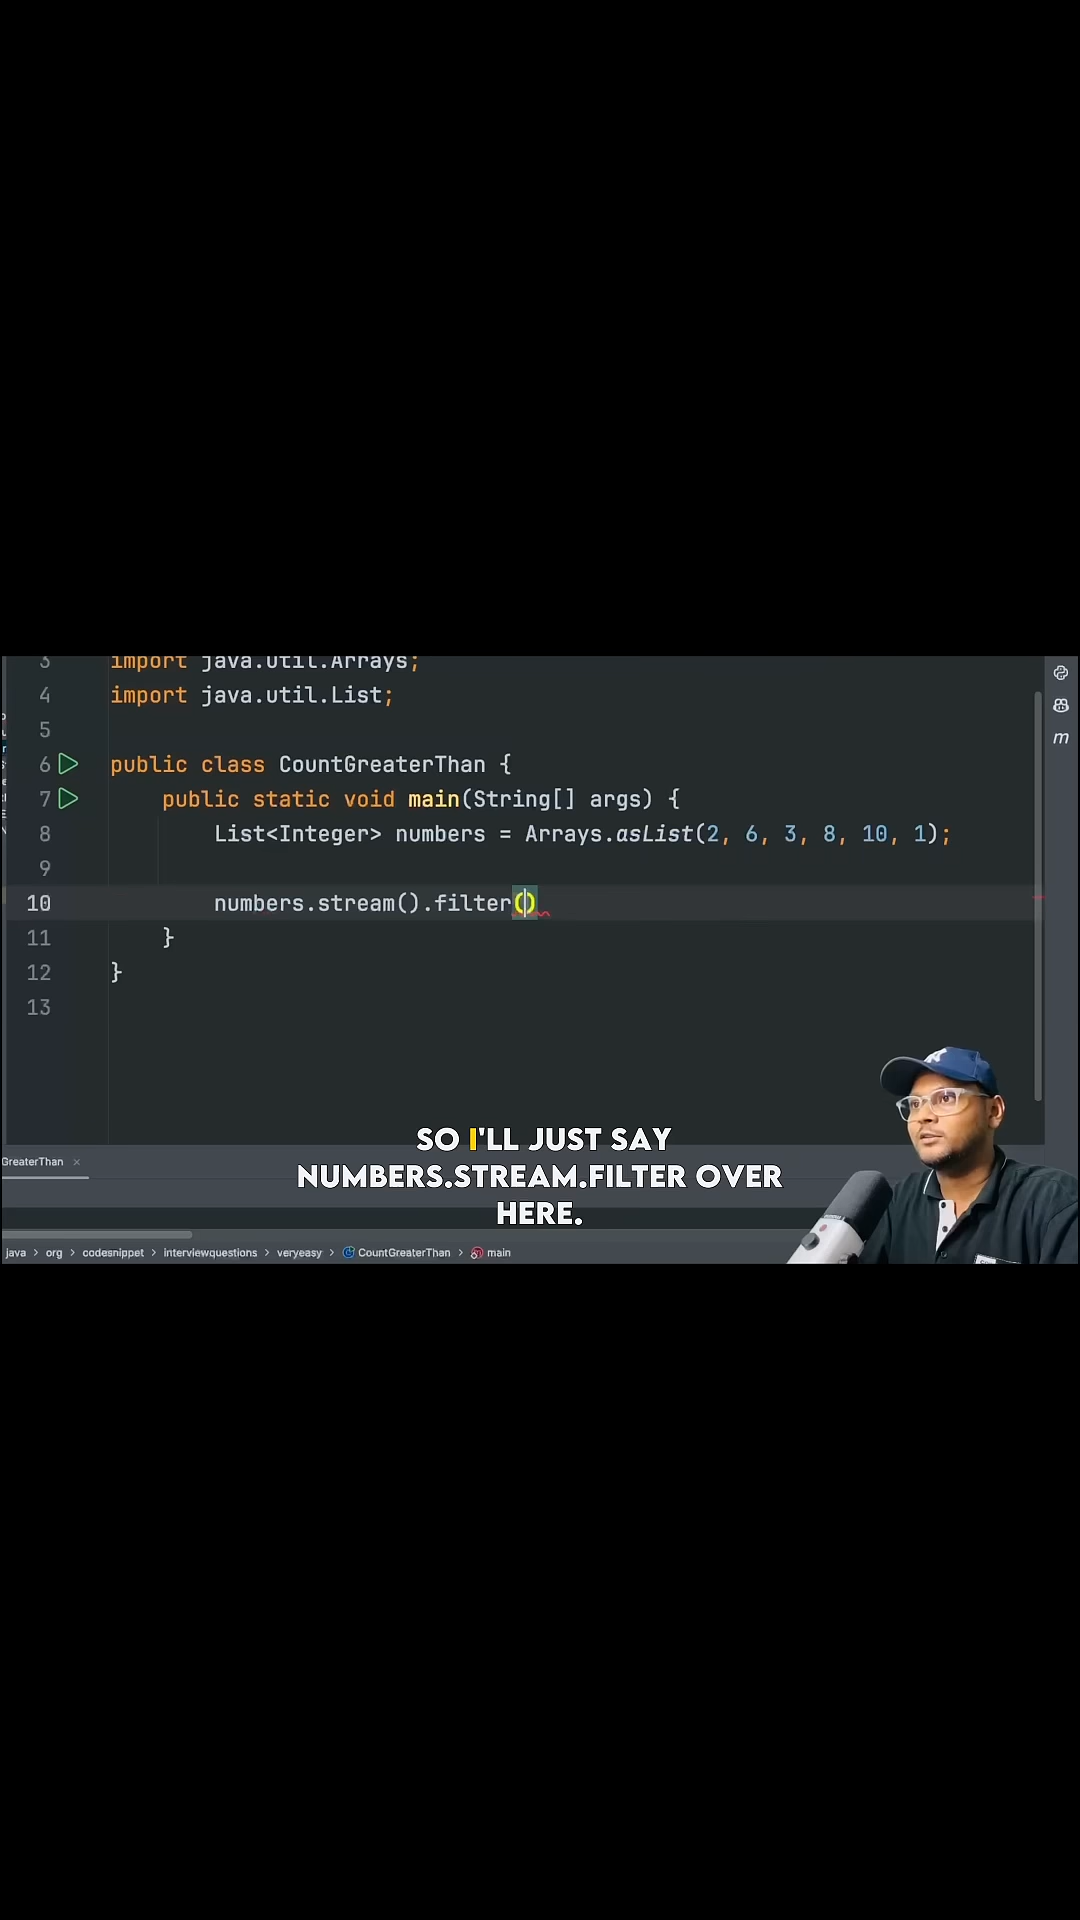 3 import java.util.Arrays;
4 import java.util.List;
5
6 public class CountGreaterThan {
7 public static void main(String[] args) {
8 List<Integer> numbers = Arrays.asList(2, 6, 3, 8, 10, 1);
9
10 numbers.stream().filter()
11 }
12 }
13
SO I'LL JUST SAY
NUMBERS.STREAM.FILTER OVER
HERE.
GreaterThan ×
java > org > codesnippet > interviewquestions > veryeasy > CountGreaterThan > main
m